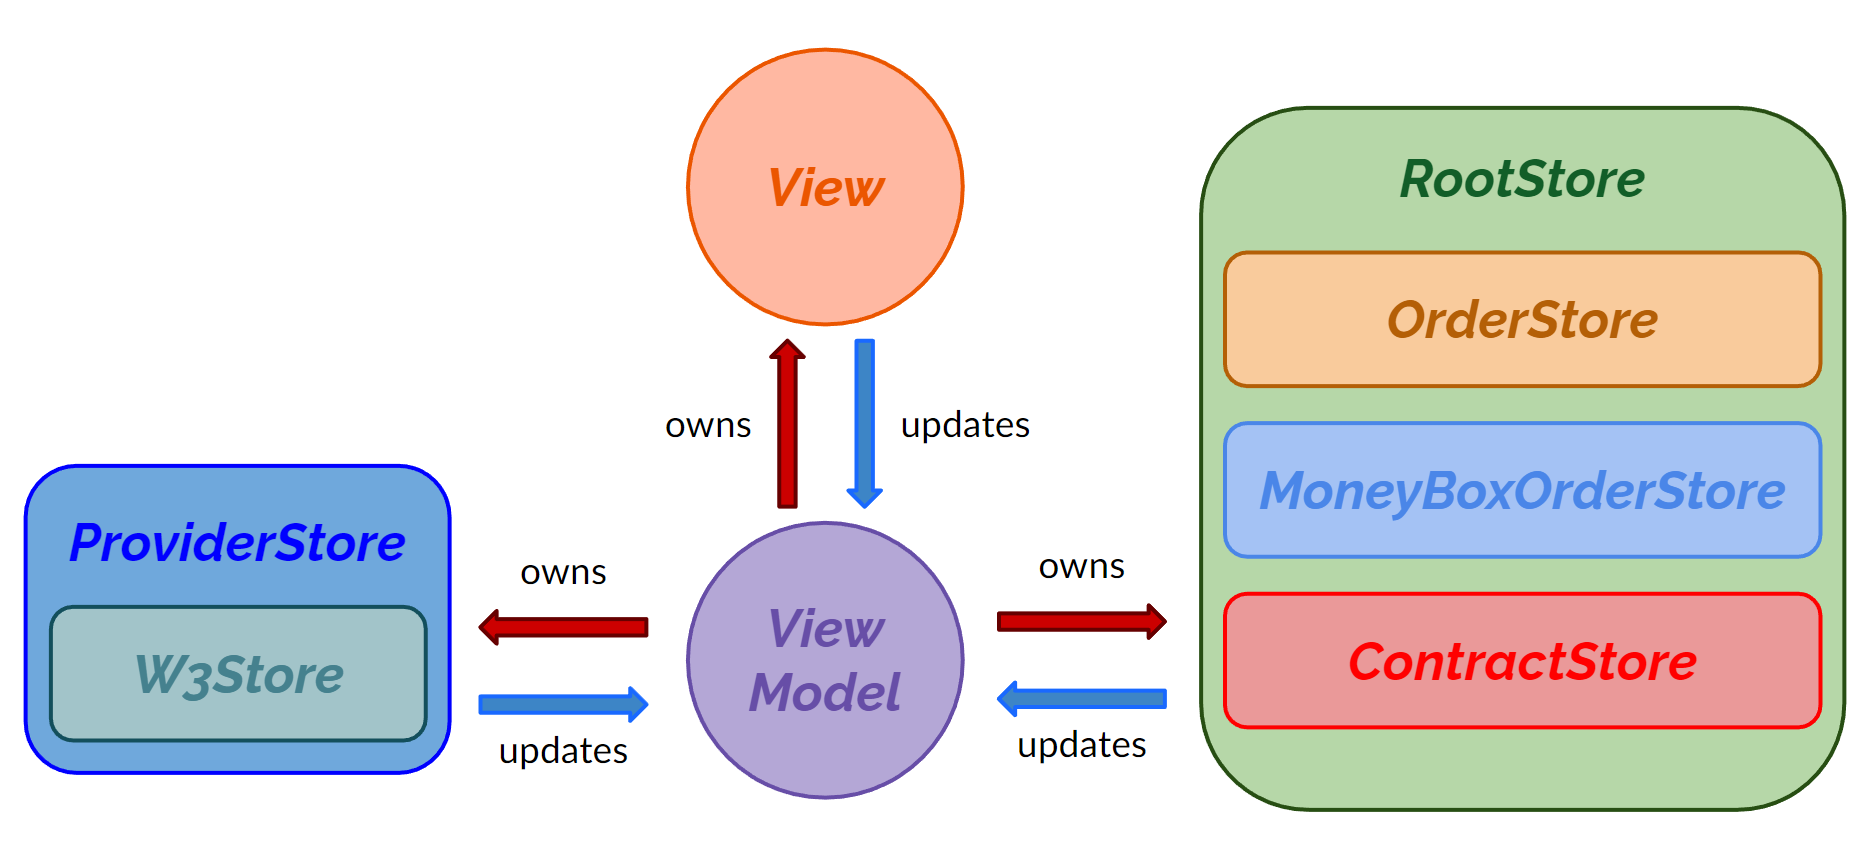 View
RootStore
OrderStore
owns
updates
MoneyBoxOrderStore
ProviderStore
owns
owns
View
Model
W3Store
ContractStore
updates
updates